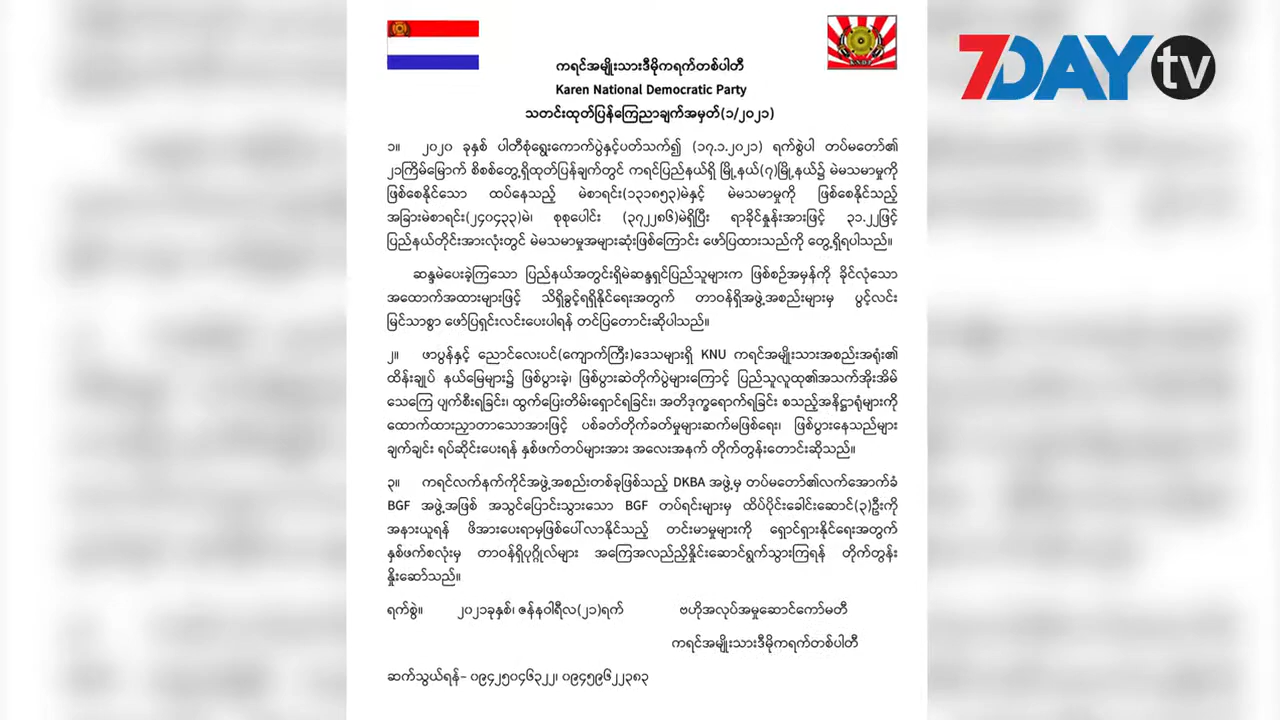 7DAY tv
ကရင်အမျိုးသားဒီမိုကရက်တစ်ပါတီ
Karen National Democratic Party
သတင်းထုတ်ပြန်ကြေညာချက်အမှတ်(၁/၂၀၂၁)
၁။ ၂၀၂၀ ခုနှစ် ပါတီစုံရွေးကောက်ပွဲနှင့်ပတ်သက်၍ (၁၇.၁.၂၀၂၁) ရက်စွဲပါ တပ်မတော်၏
၂၁ကြိမ်မြောက် စိစစ်တွေ့ရှိထုတ်ပြန်ချက်တွင် ကရင်ပြည်နယ်ရှိ မြို့နယ်(၇)မြို့နယ်၌ မဲမသမာမှုကို
ဖြစ်စေနိုင်သော ထပ်နေသည့် မဲစာရင်း(၁၃၁၈၅၃)မဲနှင့် မဲမသမာမှုကို ဖြစ်စေနိုင်သည့်
အခြားမဲစာရင်း(၂၄၀၄၃၃)မဲ၊ စုစုပေါင်း (၃၇၂၂၈၆)မဲရှိပြီး ရာခိုင်နှုန်းအားဖြင့် ၃၁.၂၂ဖြင့်
ပြည်နယ်တိုင်းအားလုံးတွင် မဲမသမာမှုအများဆုံးဖြစ်ကြောင်း ဖော်ပြထားသည်ကို တွေ့ရှိရပါသည်။
ဆန္ဒမဲပေးခဲ့ကြသော ပြည်နယ်အတွင်းရှိမဲဆန္ဒရှင်ပြည်သူများက ဖြစ်စဉ်အမှန်ကို ခိုင်လုံသော
အထောက်အထားများဖြင့် သိရှိခွင့်ရရှိနိုင်ရေးအတွက် တာဝန်ရှိအဖွဲ့အစည်းများမှ ပွင့်လင်း
မြင်သာစွာ ဖော်ပြရှင်းလင်းပေးပါရန် တင်ပြတောင်းဆိုပါသည်။
၂။ ဖာပွန်နှင့် ညောင်လေးပင်(ကျောက်ကြီး)ဒေသများရှိ KNU ကရင်အမျိုးသားအစည်းအရုံး၏
ထိန်းချုပ် နယ်မြေများ၌ ဖြစ်ပွားခဲ့၊ ဖြစ်ပွားဆဲတိုက်ပွဲများကြောင့် ပြည်သူလူထု၏အသက်အိုးအိမ်
သေကြေ ပျက်စီးရခြင်း၊ ထွက်ပြေးတိမ်းရှောင်ရခြင်း၊ အတိဒုက္ခရောက်ရခြင်း စသည့်အနိဋ္ဌာရုံများကို
ထောက်ထားညှာတာသောအားဖြင့် ပစ်ခတ်တိုက်ခတ်မှုများဆက်မဖြစ်ရေး၊ ဖြစ်ပွားနေသည်များ
ချက်ချင်း ရပ်ဆိုင်းပေးရန် နှစ်ဖက်တပ်များအား အလေးအနက် တိုက်တွန်းတောင်းဆိုသည်။
၃။ ကရင်လက်နက်ကိုင်အဖွဲ့အစည်းတစ်ခုဖြစ်သည့် DKBA အဖွဲ့မှ တပ်မတော်၏လက်အောက်ခံ
BGF အဖွဲ့အဖြစ် အသွင်ပြောင်းသွားသော BGF တပ်ရင်းများမှ ထိပ်ပိုင်းခေါင်းဆောင်(၃)ဦးကို
အနားယူရန် ဖိအားပေးရာမှဖြစ်ပေါ်လာနိုင်သည့် တင်းမာမှုများကို ရှောင်ရှားနိုင်ရေးအတွက်
နှစ်ဖက်စလုံးမှ တာဝန်ရှိပုဂ္ဂိုလ်များ အကြေအလည်ညှိနှိုင်းဆောင်ရွက်သွားကြရန် တိုက်တွန်း
နှိုးဆော်သည်။
ရက်စွဲ။ ၂၀၂၁ခုနှစ်၊ ဇန်နဝါရီလ(၂၁)ရက် ဗဟိုအလုပ်အမှုဆောင်ကော်မတီ
ကရင်အမျိုးသားဒီမိုကရက်တစ်ပါတီ
ဆက်သွယ်ရန်– ၀၉၄၂၅၀၄၆၃၂၂၊ ၀၉၄၅၉၆၂၂၃၈၃